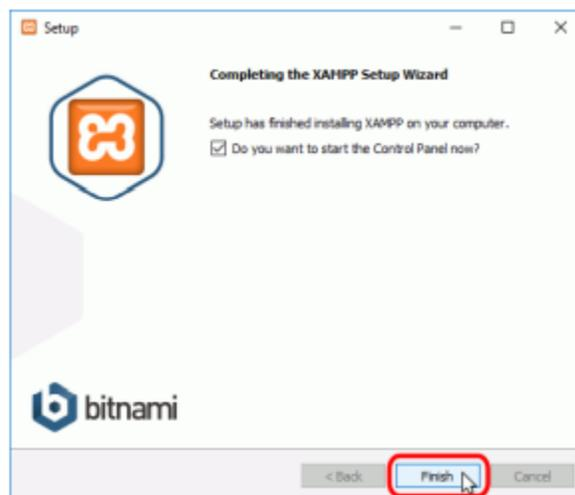 Setup
Completing the XAMPP Setup Wizard
Setup has finished installing XAMPP on your computer.
Do you want to start the Control Panel now?
bitnami
< Back Finish Cancel